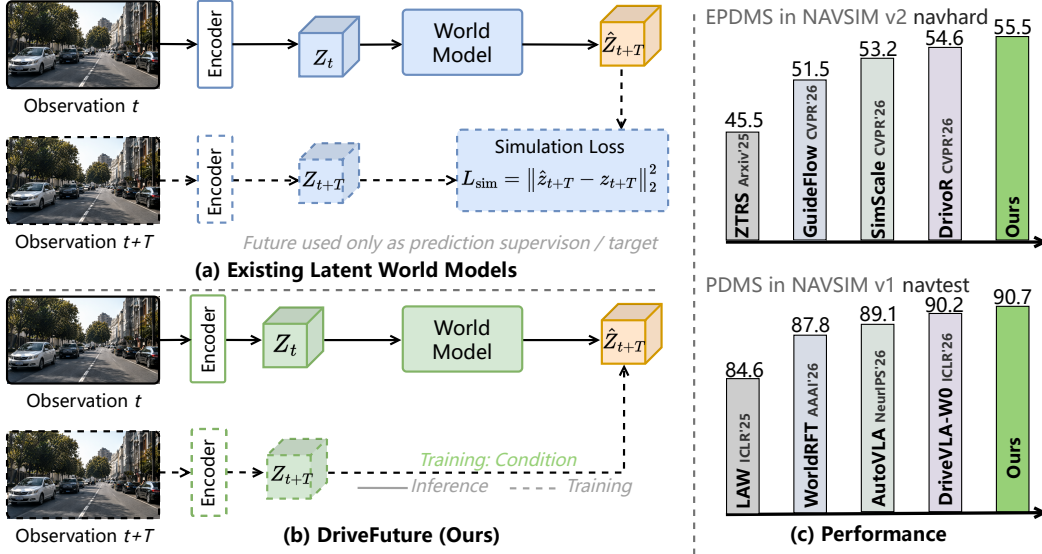 Observation t
Encoder
Z_t
World
Model
Ẑ_{t+T}
Observation t+T
Encoder
Z_{t+T}
Simulation Loss
L_sim = ‖ẑ_{t+T} − z_{t+T}‖₂²
Future used only as prediction supervison / target
(a) Existing Latent World Models
Observation t
Encoder
Z_t
World
Model
Ẑ_{t+T}
Observation t+T
Encoder
Z_{t+T}
Training: Condition
Inference
Training
(b) DriveFuture (Ours)
EPDMS in NAVSIM v2 navhard
45.5
ZTRS Arxiv'25
51.5
GuideFlow CVPR'26
53.2
SimScale CVPR'26
54.6
DrivoR CVPR'26
55.5
Ours
PDMS in NAVSIM v1 navtest
84.6
LAW ICLR'25
87.8
WorldRFT AAAI'26
89.1
AutoVLA NeurIPS'26
90.2
DriveVLA-W0 ICLR'26
90.7
Ours
(c) Performance